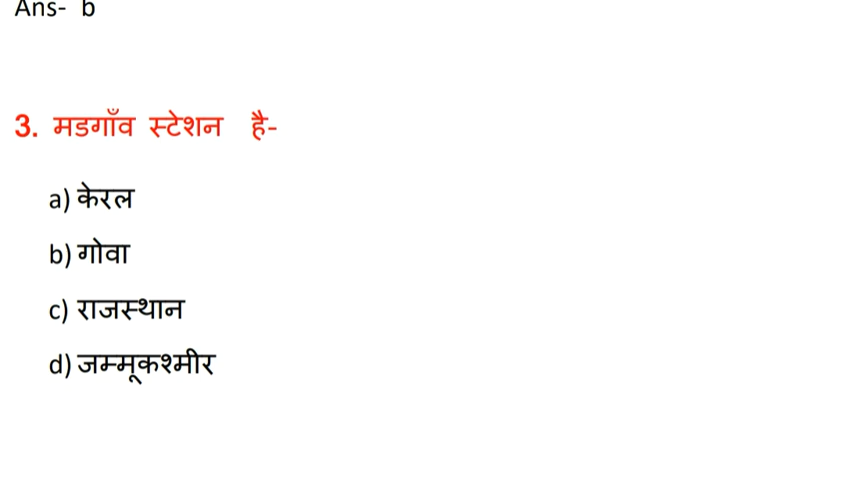 Ans- b
3. मडगाँव स्टेशन है-
a) केरल
b) गोवा
c) राजस्थान
d) जम्मूकश्मीर